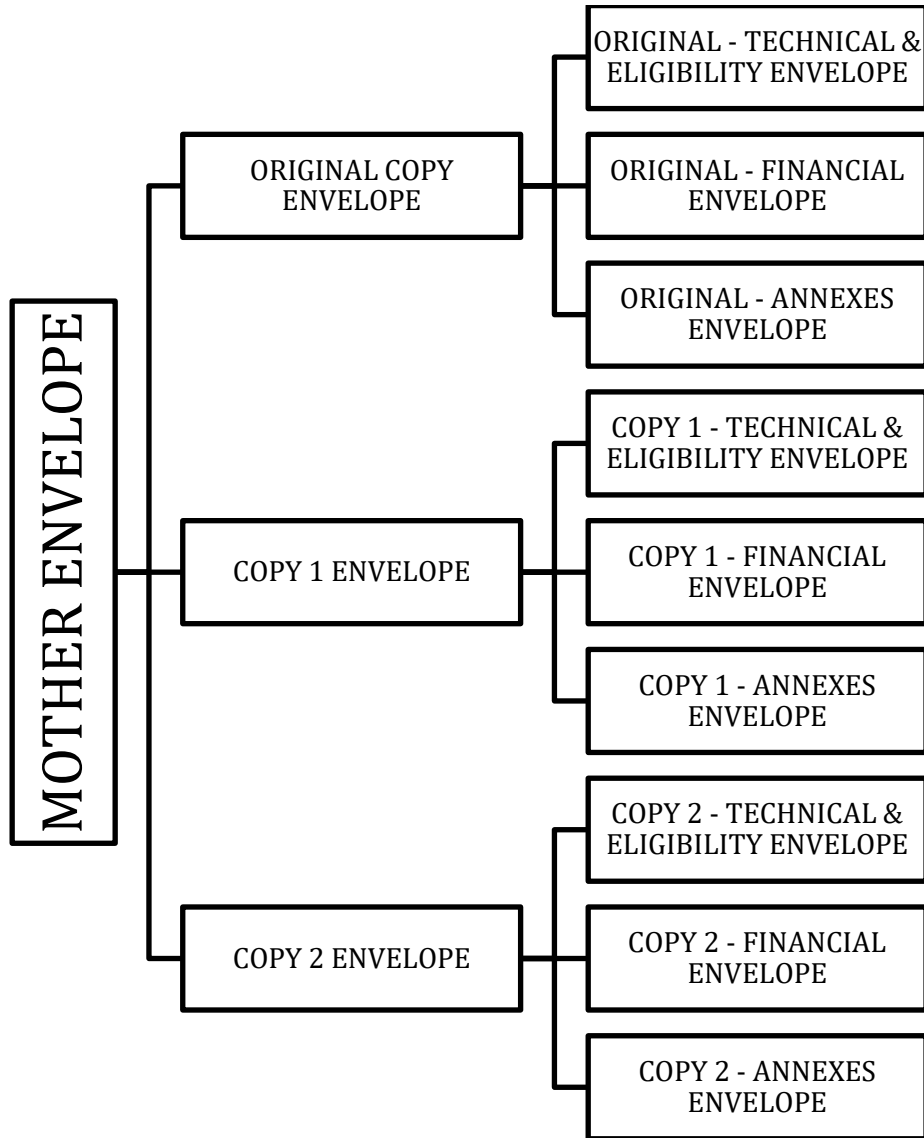 MOTHER ENVELOPE
ORIGINAL COPY
ENVELOPE
ORIGINAL - TECHNICAL &
ELIGIBILITY ENVELOPE
ORIGINAL - FINANCIAL
ENVELOPE
ORIGINAL - ANNEXES
ENVELOPE
COPY 1 ENVELOPE
COPY 1 - TECHNICAL &
ELIGIBILITY ENVELOPE
COPY 1 - FINANCIAL
ENVELOPE
COPY 1 - ANNEXES
ENVELOPE
COPY 2 ENVELOPE
COPY 2 - TECHNICAL &
ELIGIBILITY ENVELOPE
COPY 2 - FINANCIAL
ENVELOPE
COPY 2 - ANNEXES
ENVELOPE